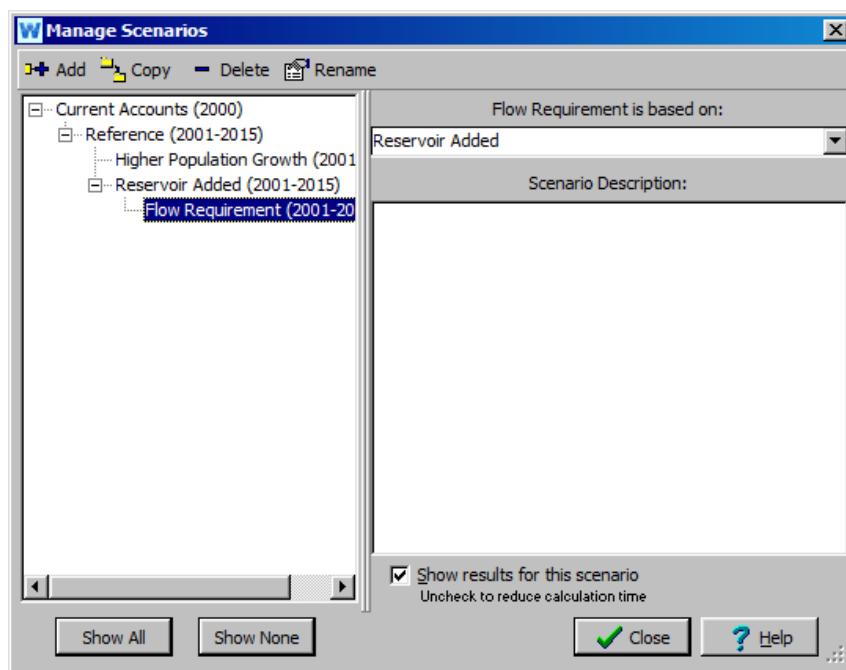 W Manage Scenarios
Add Copy Delete Rename
Current Accounts (2000)
Reference (2001-2015)
Higher Population Growth (2001
Reservoir Added (2001-2015)
Flow Requirement (2001-20
Flow Requirement is based on:
Reservoir Added
Scenario Description:
Show results for this scenario
Uncheck to reduce calculation time
Show All Show None Close ? Help